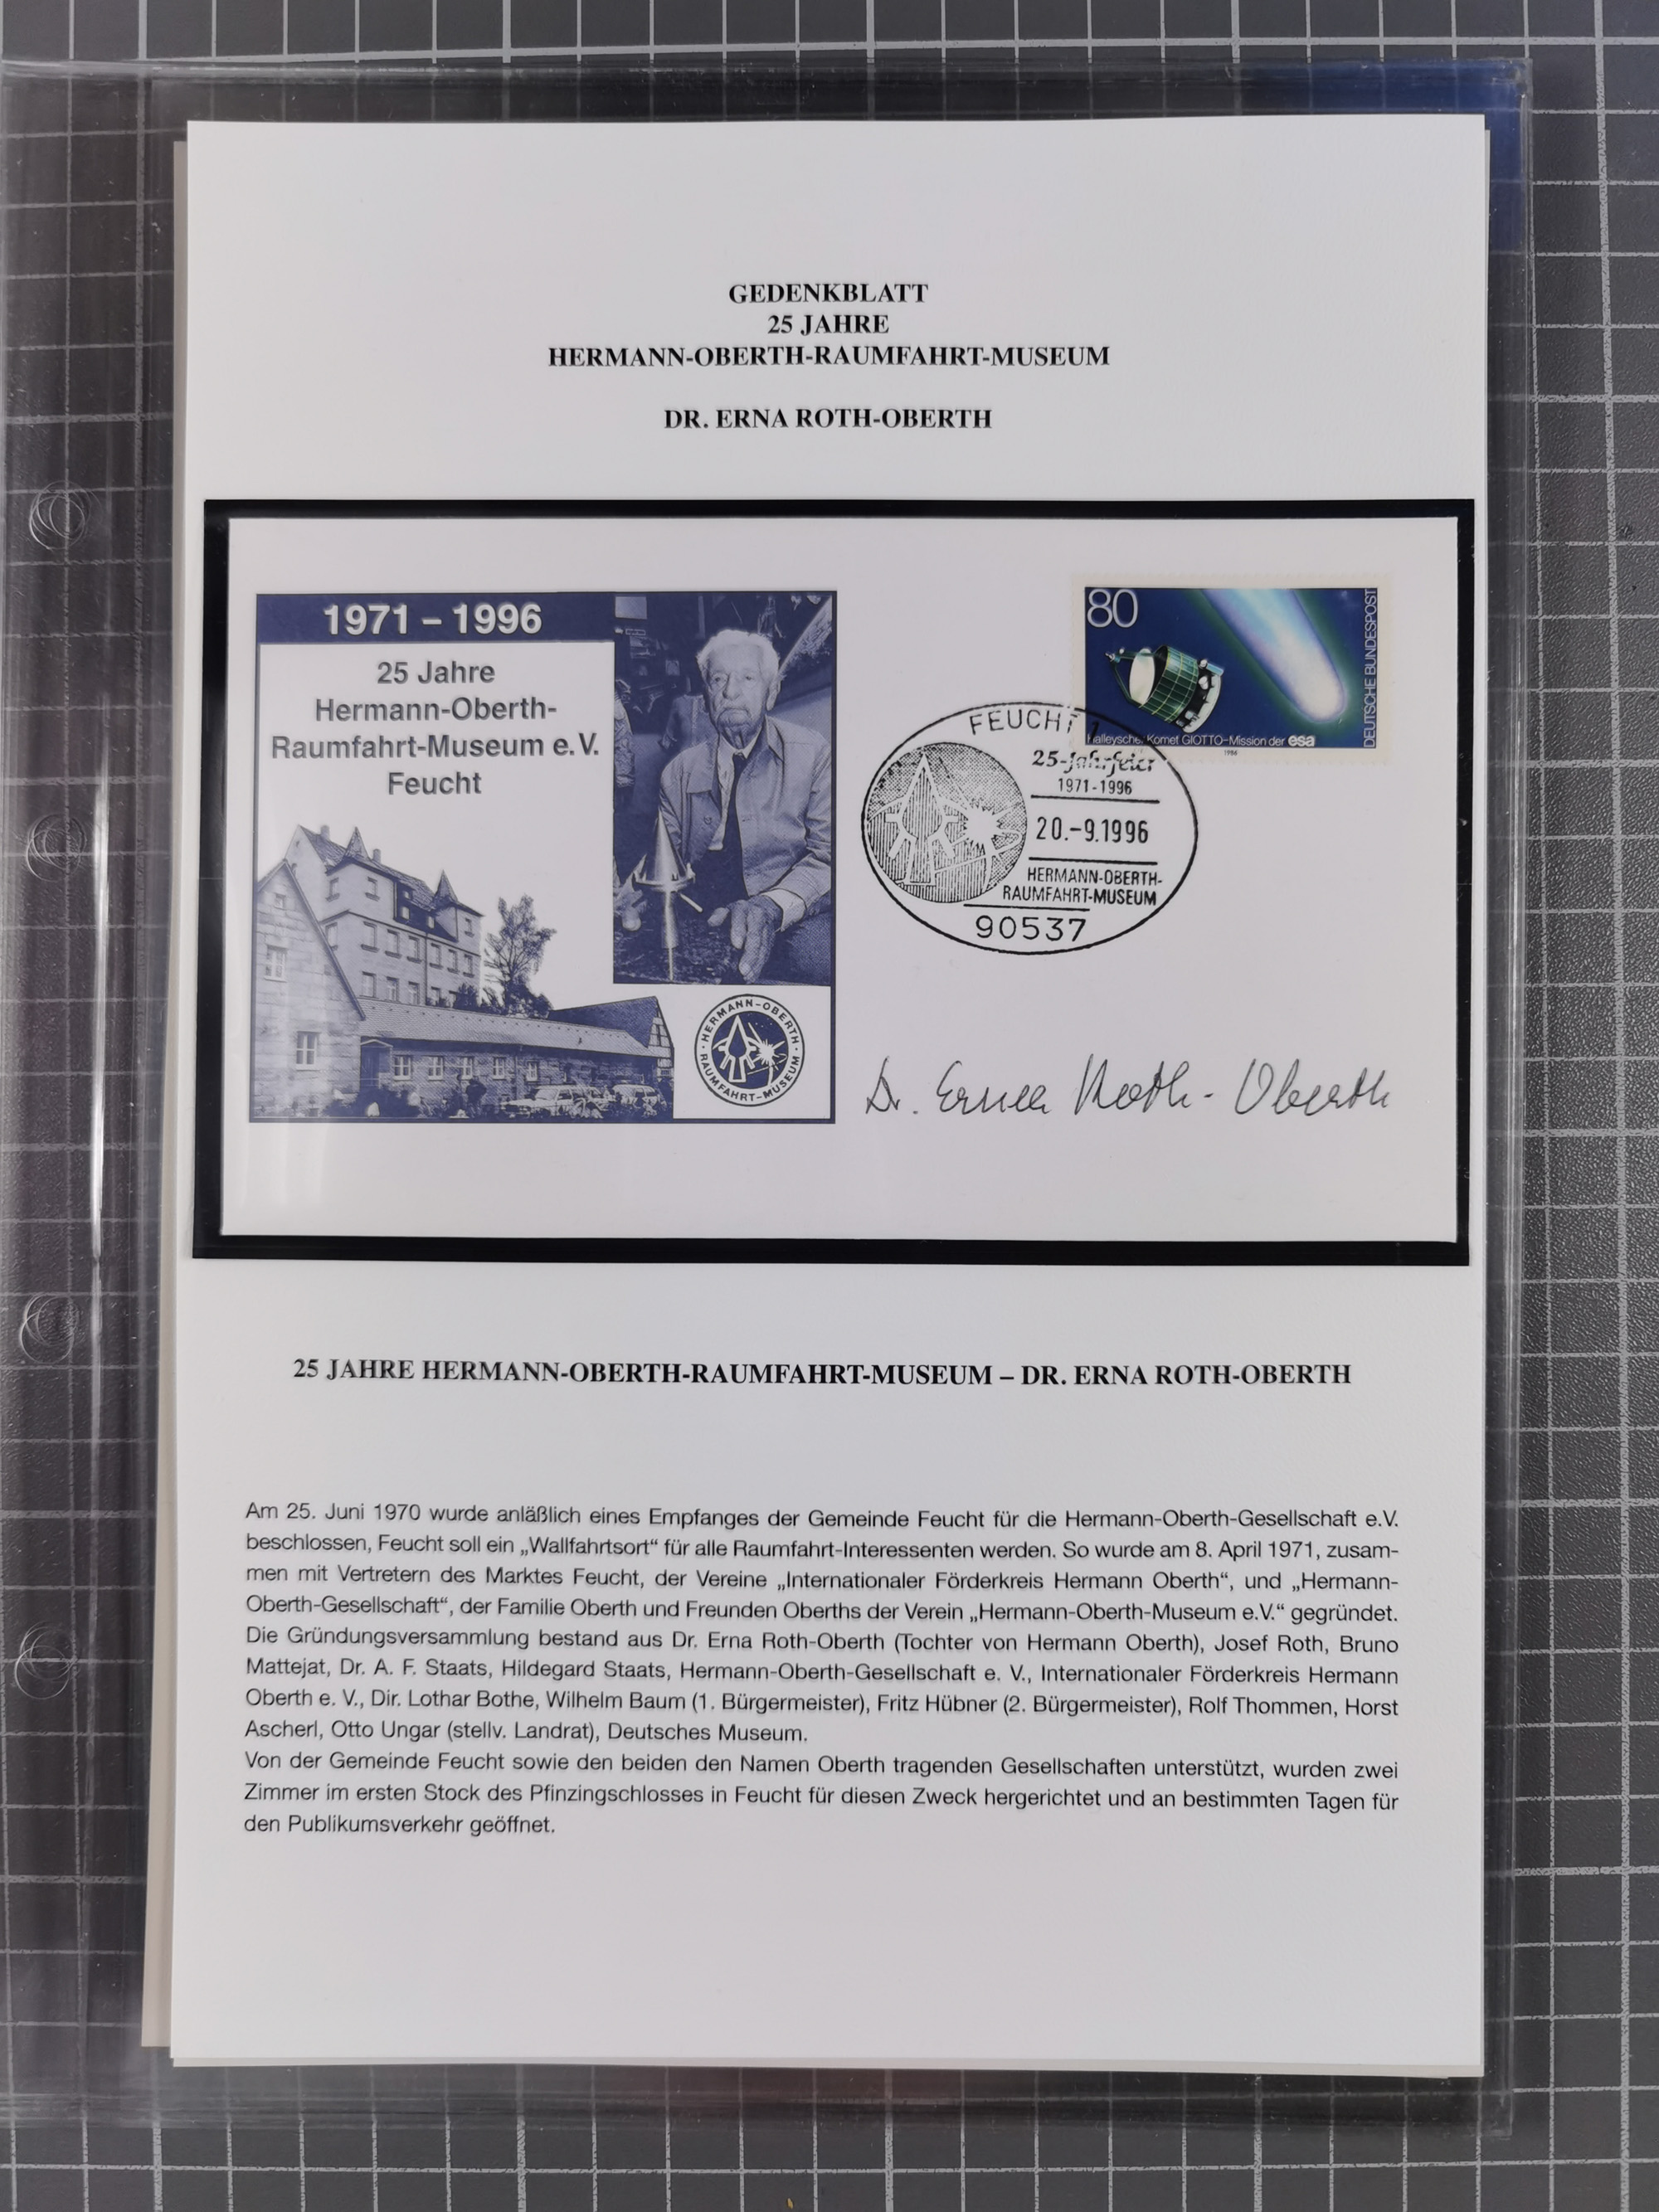 GEDENKBLATT
25 JAHRE
HERMANN-OBERTH-RAUMFAHRT-MUSEUM
DR. ERNA ROTH-OBERTH
1971 – 1996
25 Jahre
Hermann-Oberth-
Raumfahrt-Museum e.V.
Feucht
HERMANN-OBERTH-
RAUMFAHRT-MUSEUM
80
DEUTSCHE BUNDESPOST
Halleyscher Komet GIOTTO-Mission der esa
1986
FEUCHT 1
25-Jahrfeier
1971-1996
20.-9.1996
HERMANN-OBERTH-
RAUMFAHRT-MUSEUM
90537
Dr. Erna Roth-Oberth
25 JAHRE HERMANN-OBERTH-RAUMFAHRT-MUSEUM – DR. ERNA ROTH-OBERTH
Am 25. Juni 1970 wurde anläßlich eines Empfanges der Gemeinde Feucht für die Hermann-Oberth-Gesellschaft e.V.
beschlossen, Feucht soll ein „Wallfahrtsort“ für alle Raumfahrt-Interessenten werden. So wurde am 8. April 1971, zusam-
men mit Vertretern des Marktes Feucht, der Vereine „Internationaler Förderkreis Hermann Oberth“, und „Hermann-
Oberth-Gesellschaft“, der Familie Oberth und Freunden Oberths der Verein „Hermann-Oberth-Museum e.V.“ gegründet.
Die Gründungsversammlung bestand aus Dr. Erna Roth-Oberth (Tochter von Hermann Oberth), Josef Roth, Bruno
Mattejat, Dr. A. F. Staats, Hildegard Staats, Hermann-Oberth-Gesellschaft e. V., Internationaler Förderkreis Hermann
Oberth e. V., Dir. Lothar Bothe, Wilhelm Baum (1. Bürgermeister), Fritz Hübner (2. Bürgermeister), Rolf Thommen, Horst
Ascherl, Otto Ungar (stellv. Landrat), Deutsches Museum.
Von der Gemeinde Feucht sowie den beiden den Namen Oberth tragenden Gesellschaften unterstützt, wurden zwei
Zimmer im ersten Stock des Pfinzingschlosses in Feucht für diesen Zweck hergerichtet und an bestimmten Tagen für
den Publikumsverkehr geöffnet.